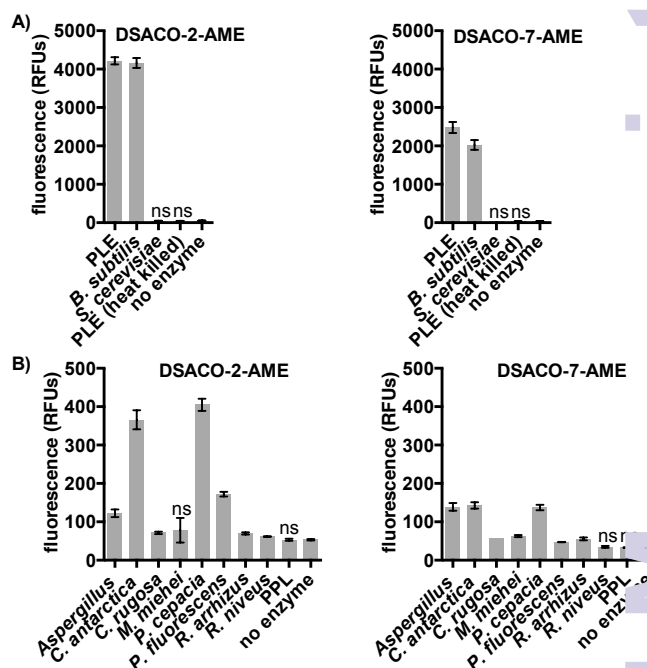 A)
DSACO-2-AME
fluorescence (RFUs)
5000
4000
3000
2000
1000
0
ns ns
PLE
B. subtilis
S. cerevisiae
PLE (heat killed)
no enzyme
DSACO-7-AME
fluorescence (RFUs)
5000
4000
3000
2000
1000
0
ns ns
PLE
B. subtilis
S. cerevisiae
PLE (heat killed)
no enzyme
B)
DSACO-2-AME
fluorescence (RFUs)
500
400
300
200
100
0
ns
ns
Aspergillus
C. antarctica
C. rugosa
M. miehei
P. cepacia
P. fluorescens
R. arrhizus
R. niveus
PPL
no enzyme
DSACO-7-AME
fluorescence (RFUs)
500
400
300
200
100
0
ns
Aspergillus
C. antarctica
C. rugosa
M. miehei
P. cepacia
P. fluorescens
R. arrhizus
R. niveus
PPL
no enzyme